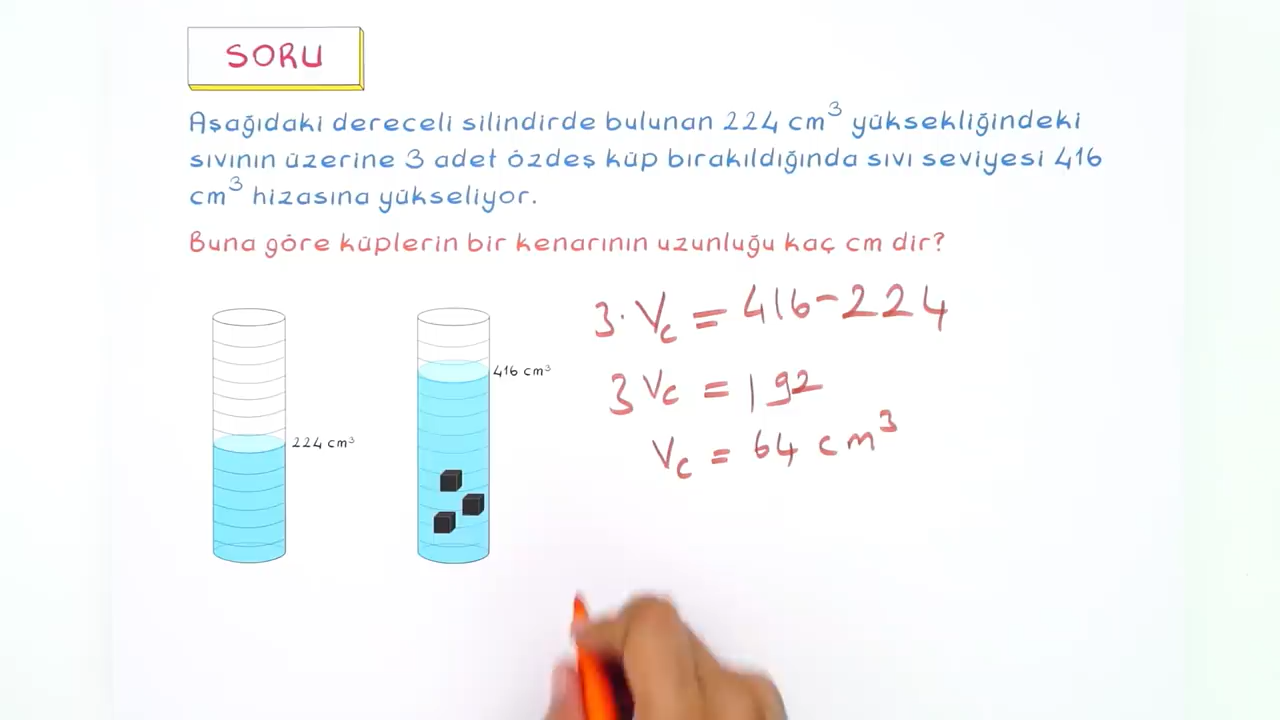 SORU
Aşağıdaki dereceli silindirde bulunan 224 cm³ yüksekliğindeki
sıvının üzerine 3 adet özdeş küp bırakıldığında sıvı seviyesi 416
cm³ hizasına yükseliyor.
Buna göre küplerin bir kenarının uzunluğu kaç cm dir?
3. Vc = 416-224
416 cm³
3 Vc = 192
224 cm³
Vc = 64 cm³